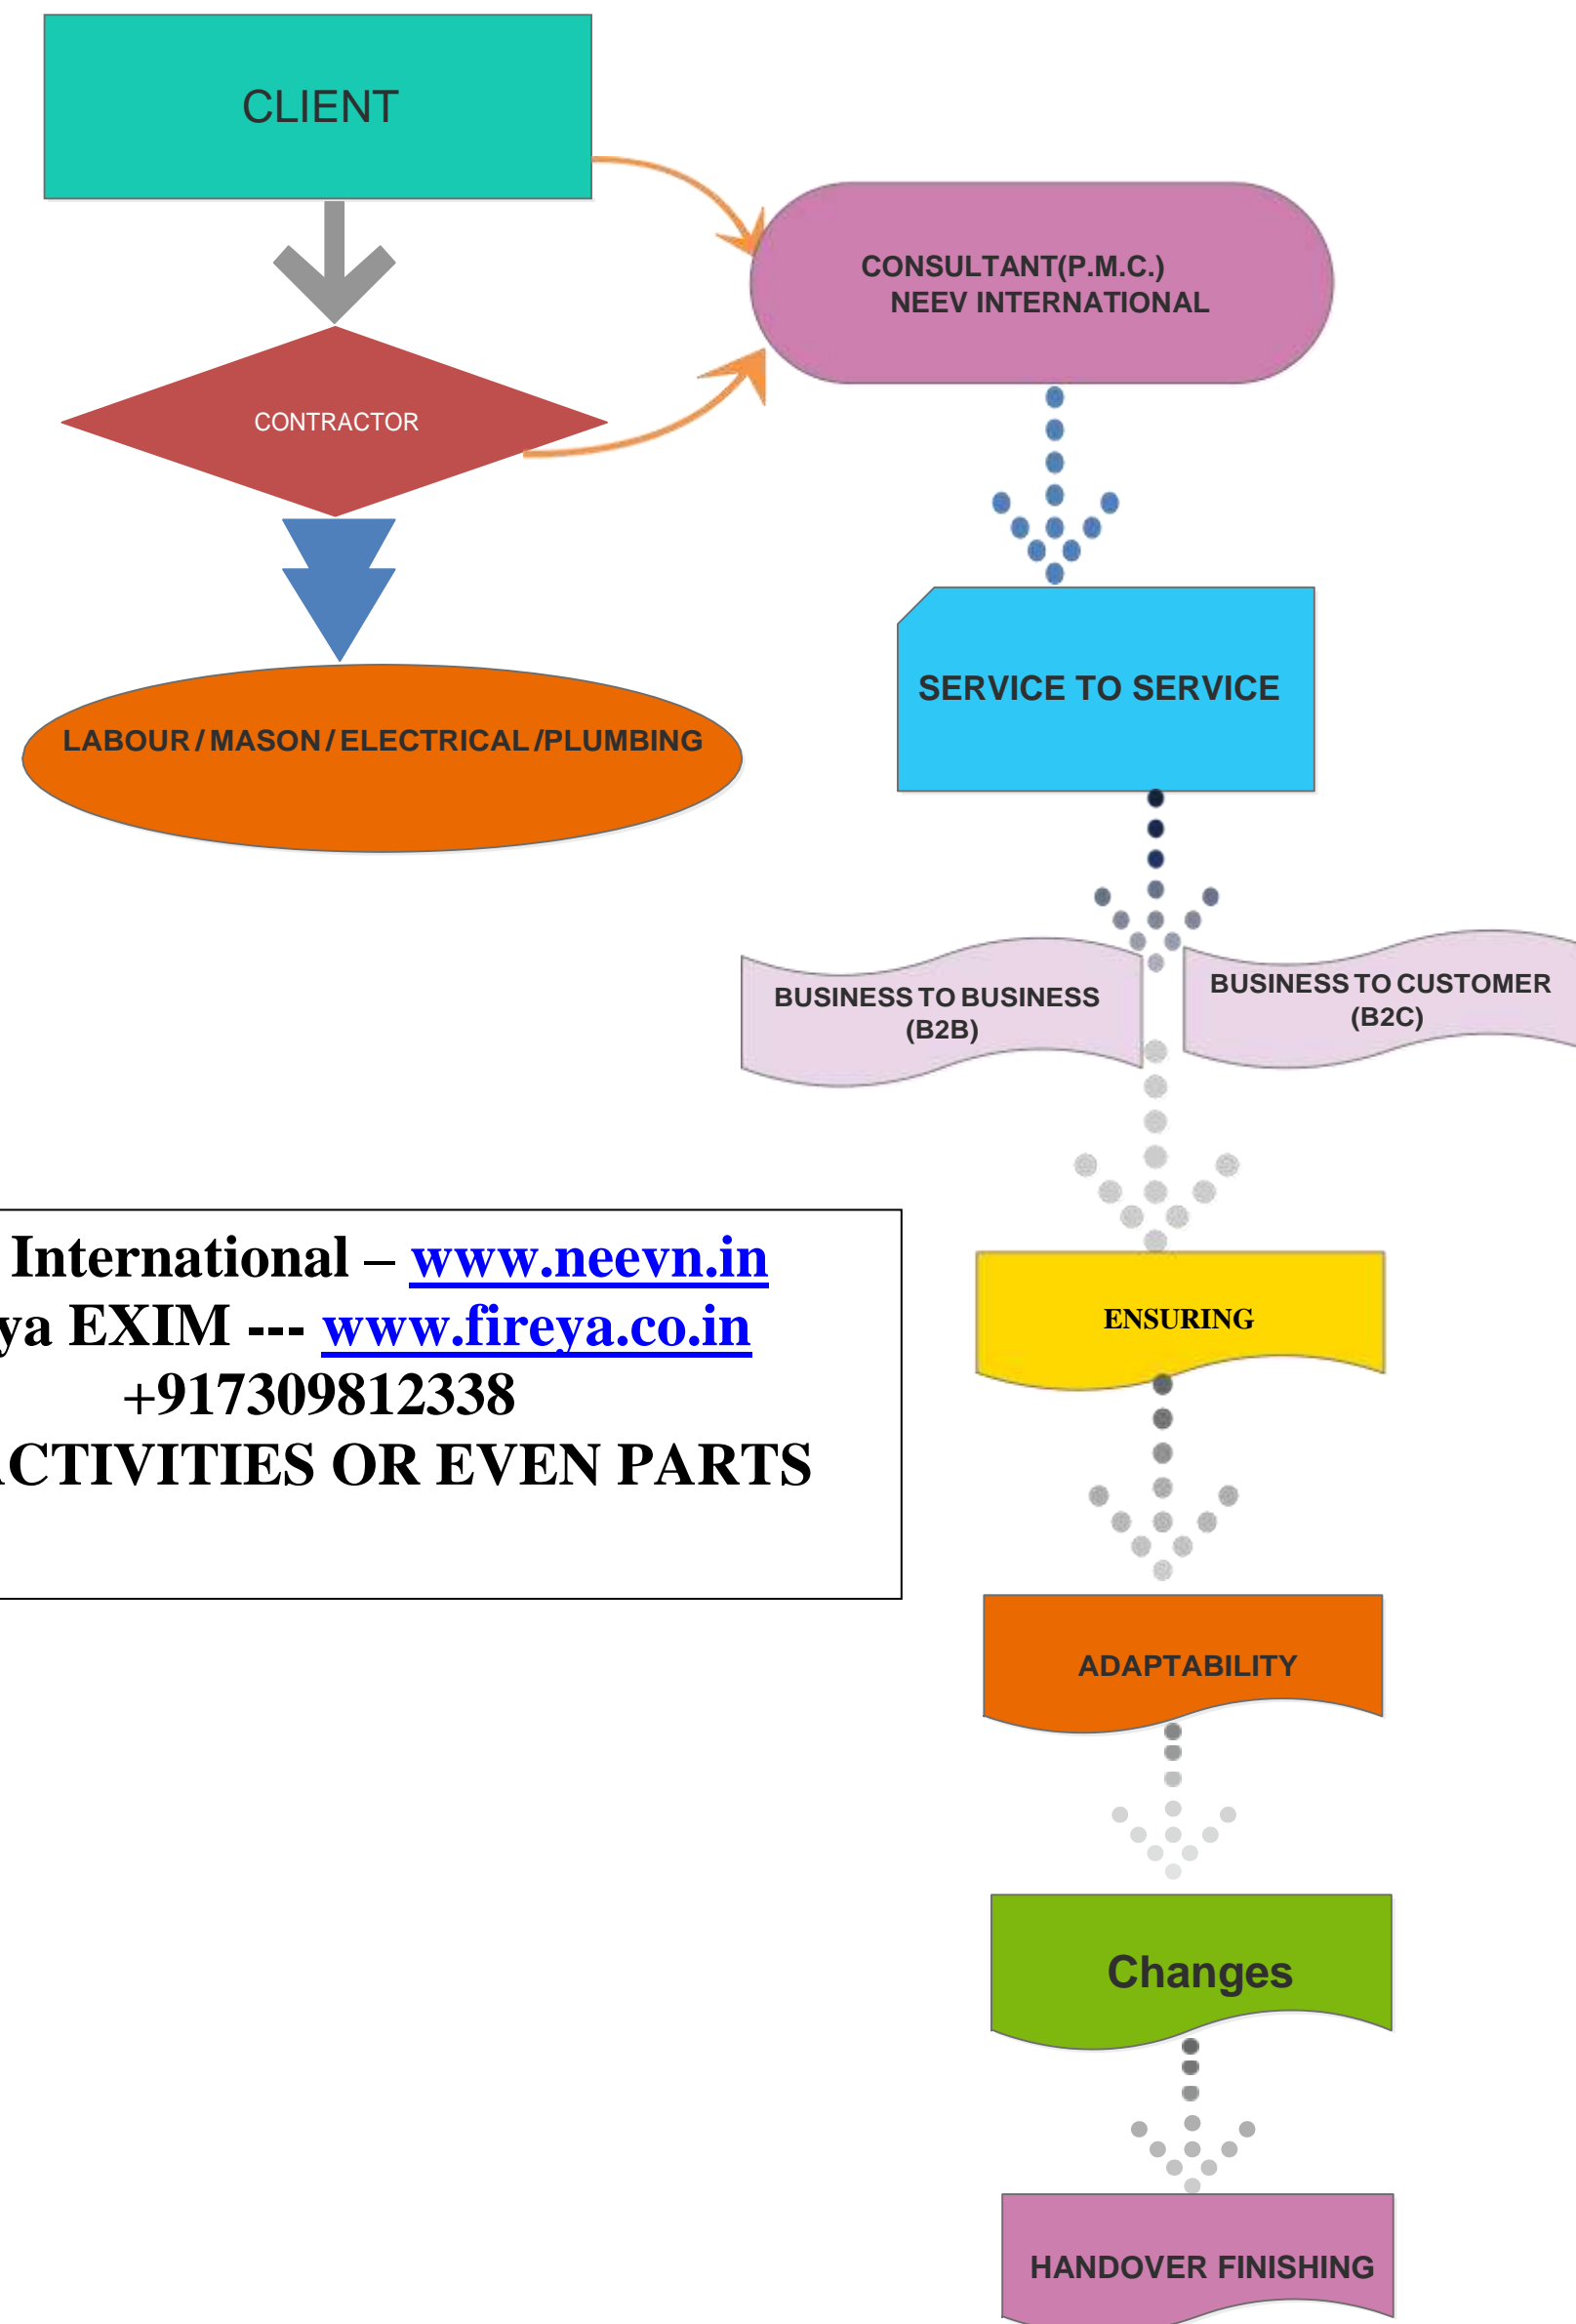 CLIENT
CONSULTANT(P.M.C.)
NEEV INTERNATIONAL
CONTRACTOR
SERVICE TO SERVICE
LABOUR / MASON / ELECTRICAL /PLUMBING
BUSINESS TO BUSINESS
(B2B)
BUSINESS TO CUSTOMER
(B2C)
International – www.neevn.in
EXIM --- www.fireya.co.in
+917309812338
OR EVEN PARTS
ENSURING
ADAPTABILITY
Changes
HANDOVER FINISHING